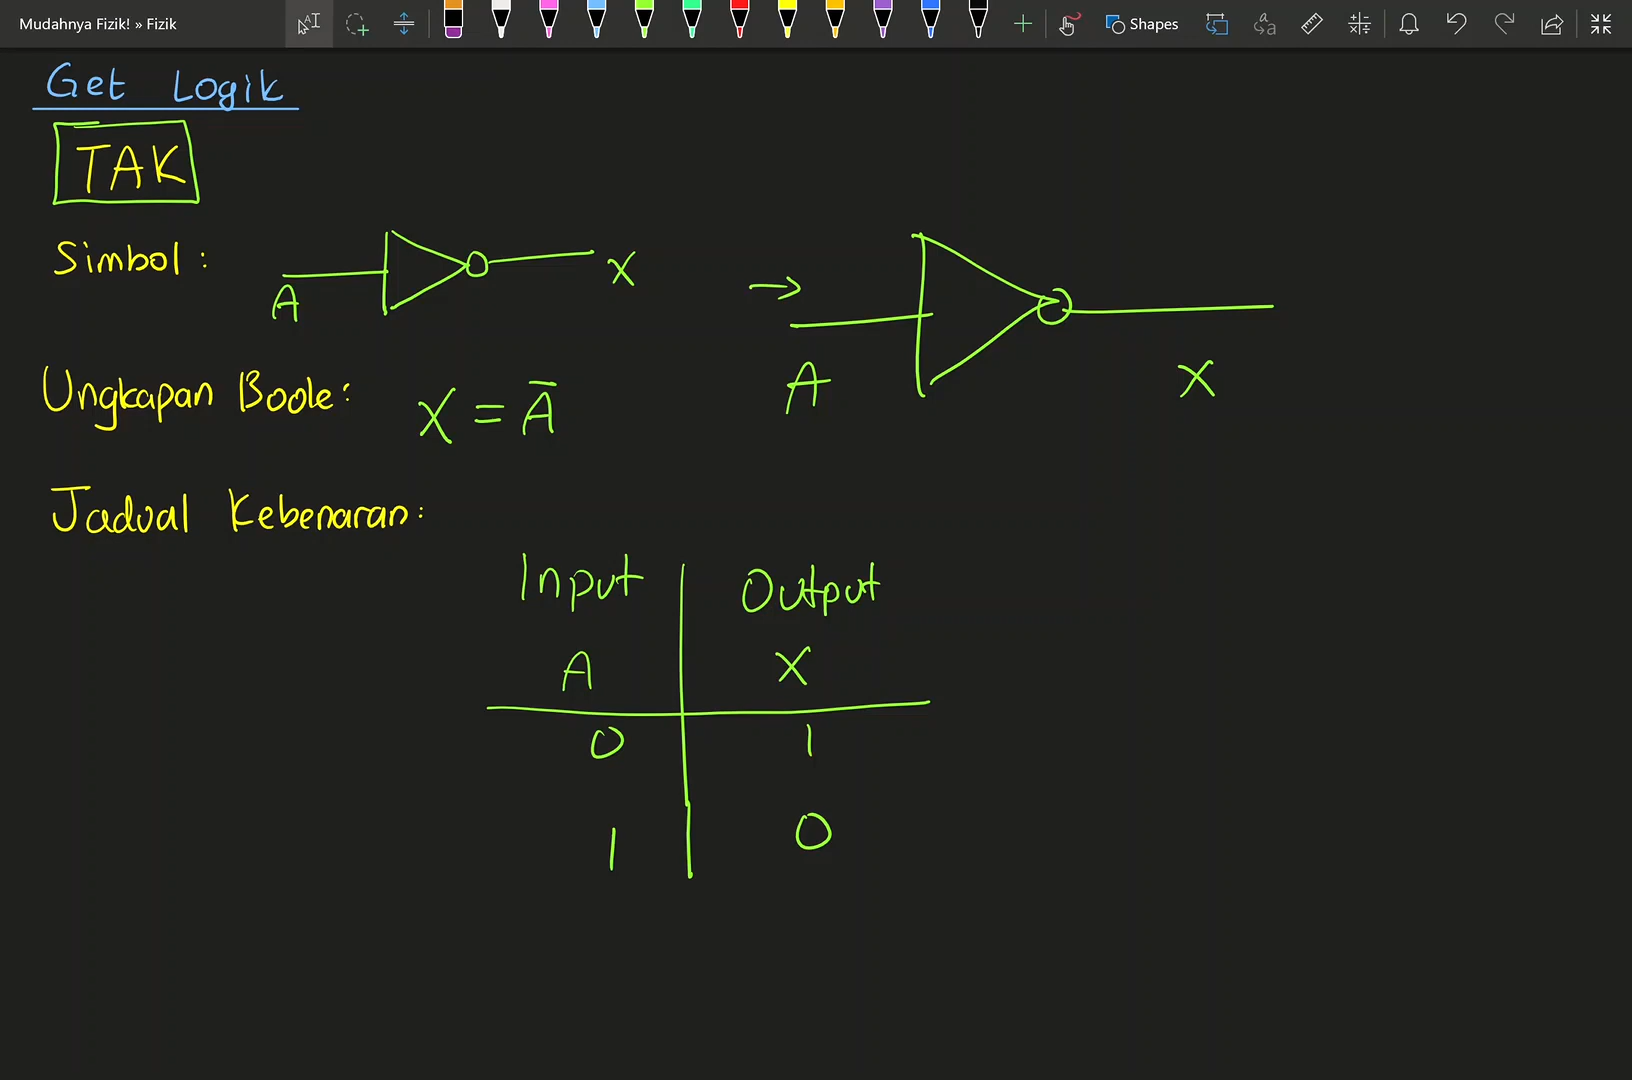 Mudahnya Fizik! » Fizik
Shapes
Get Logik
TAK
Simbol:
A
X
→
A
X
Ungkapan Boole: X = Ā
Jadual Kebenaran:
Input Output
A X
0 1
1 0